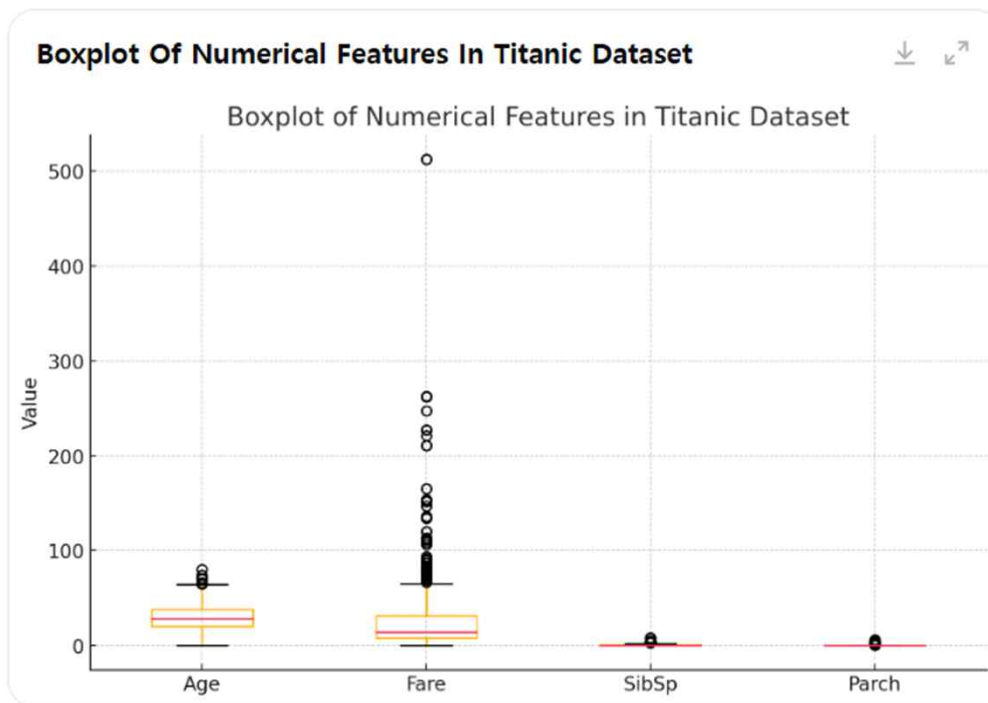 Boxplot Of Numerical Features In Titanic Dataset
Boxplot of Numerical Features in Titanic Dataset
Value
500
400
300
200
100
0
Age Fare SibSp Parch